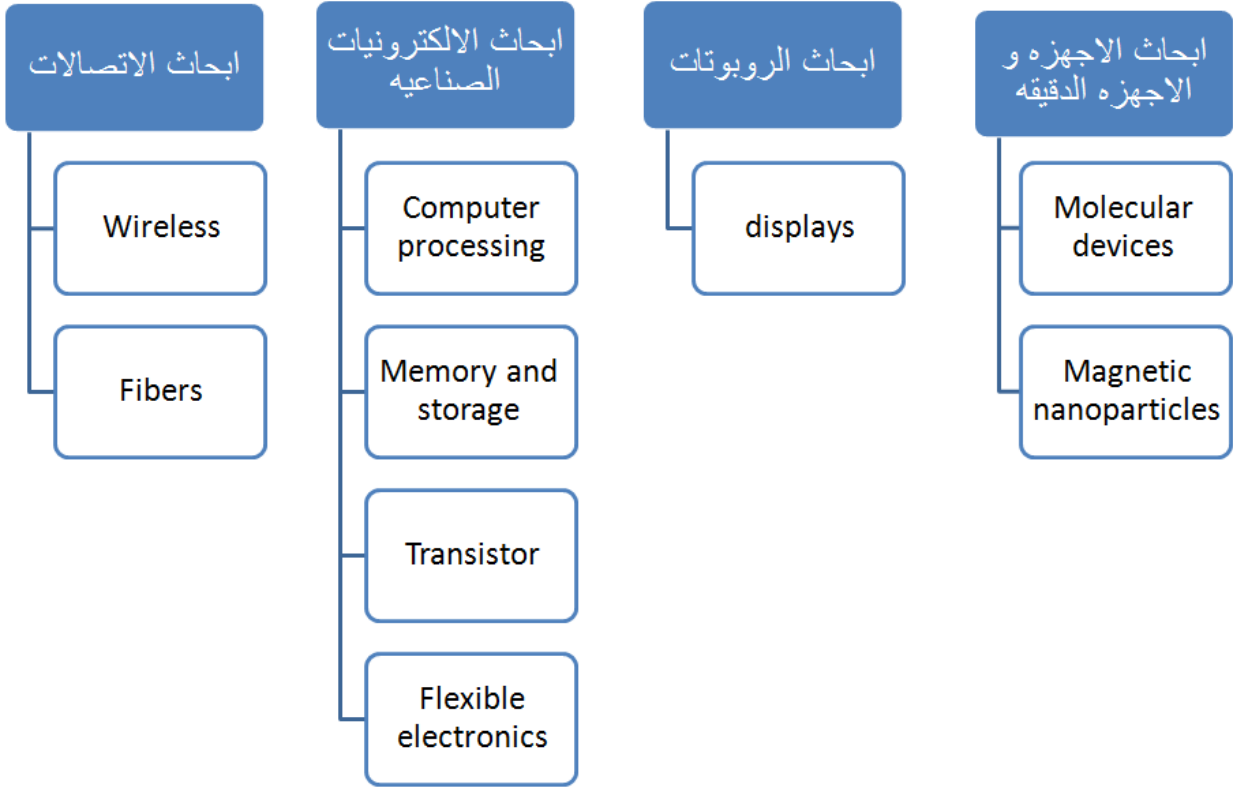 ابحاث الاتصالات
Wireless
Fibers
ابحاث الالكترونيات
الصناعيه
Computer
processing
Memory and
storage
Transistor
Flexible
electronics
ابحاث الروبوتات
displays
ابحاث الاجهزه و
الاجهزه الدقيقه
Molecular
devices
Magnetic
nanoparticles